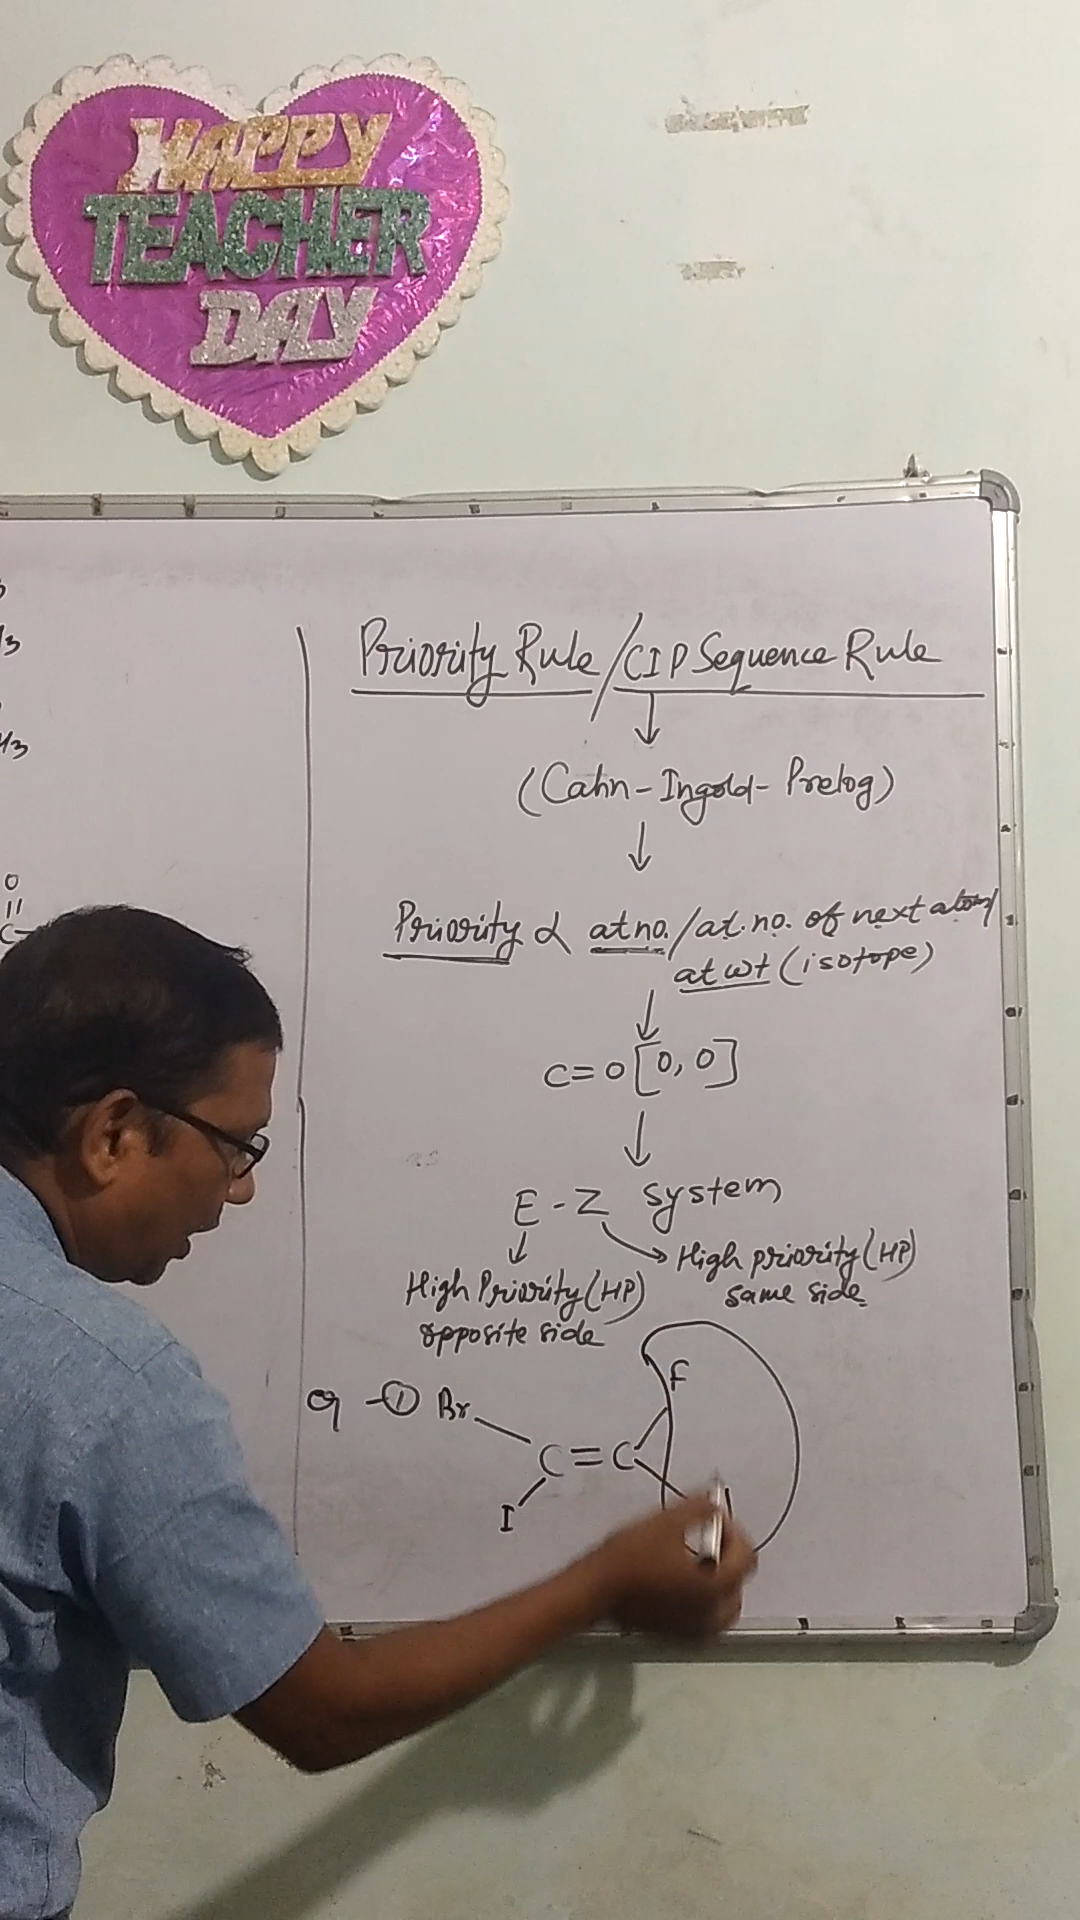 HAPPY
TEACHER
DAY
Priority Rule/CIP Sequence Rule
(Cahn-Ingold-Prelog)
Priority α at no./at. no. of next atom/
at wt (isotope)
C=O[O,O]
E-Z System
High Priority(HP)
opposite side
High priority(HP)
same side
eg -① Br
F
C=C
I
O
C